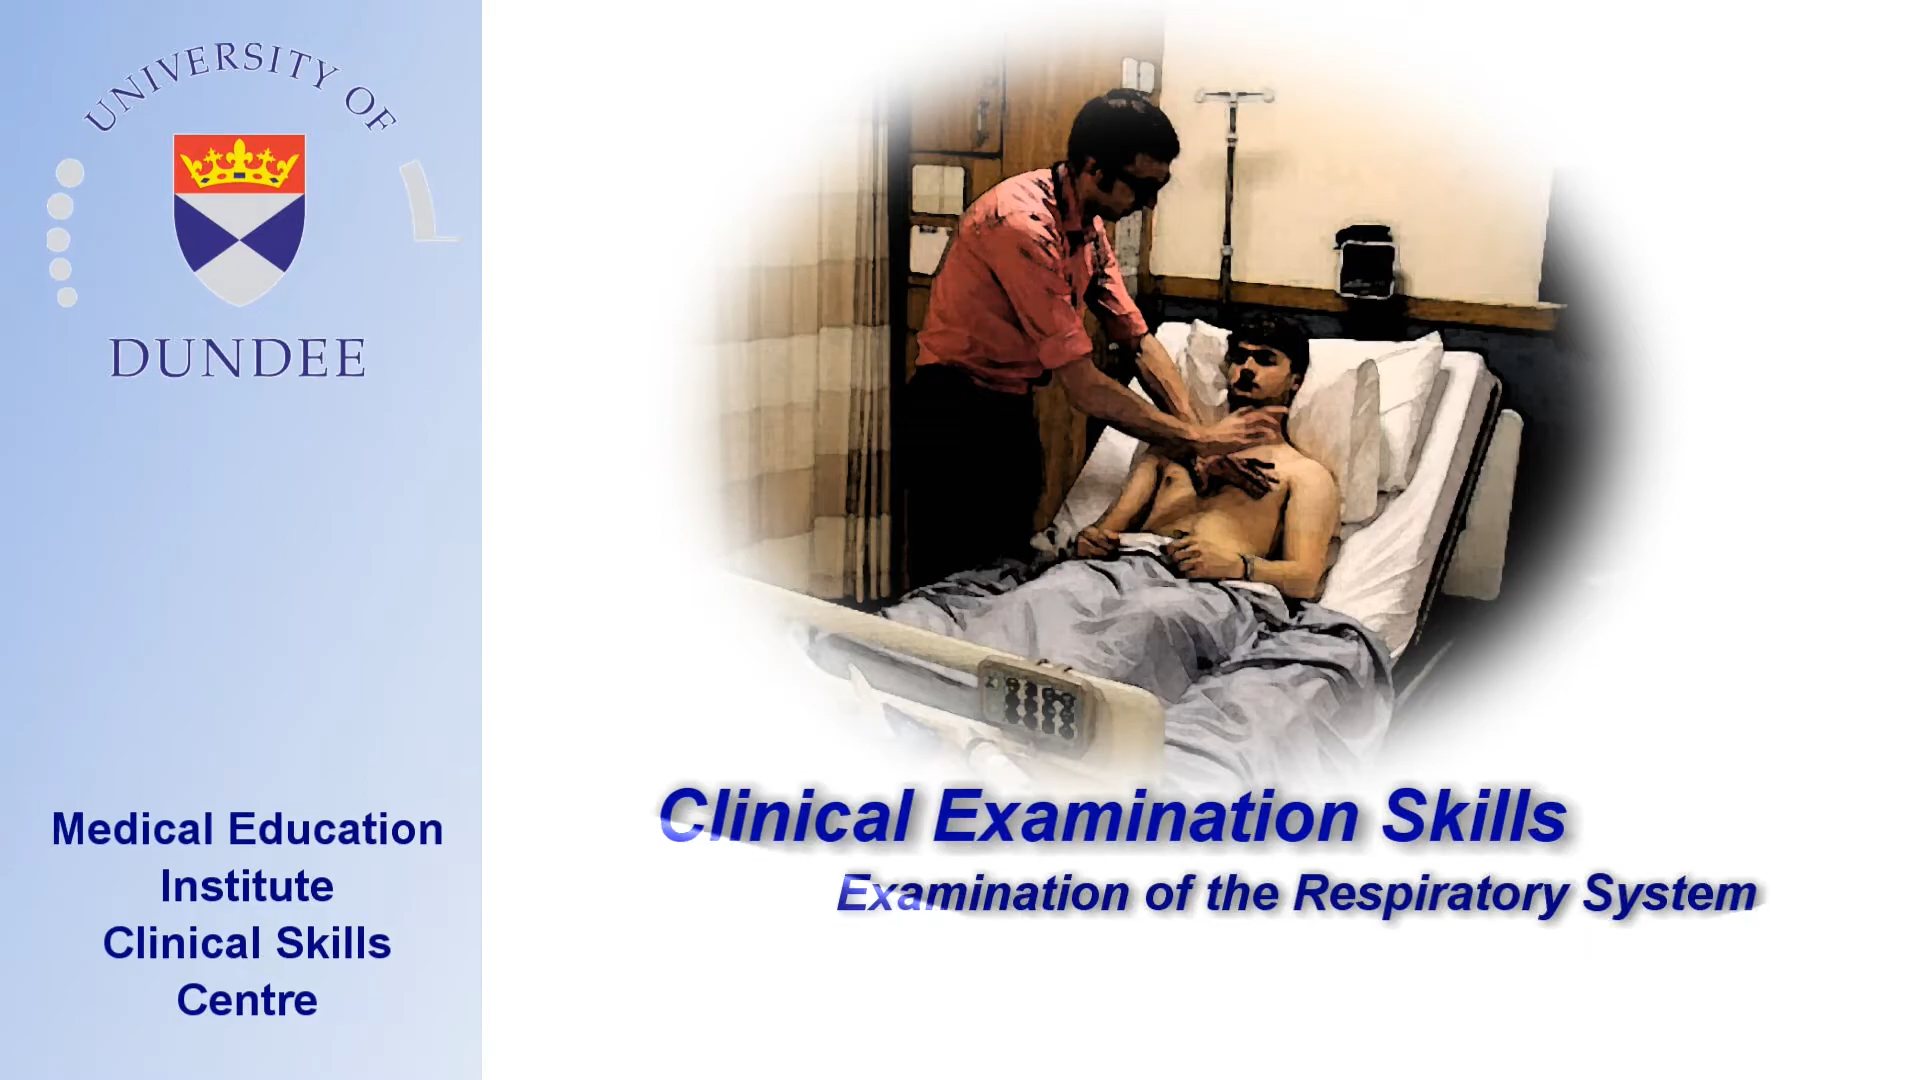 UNIVERSITY OF
DUNDEE
Medical Education
Institute
Clinical Skills
Centre
Clinical Examination Skills
Examination of the Respiratory System